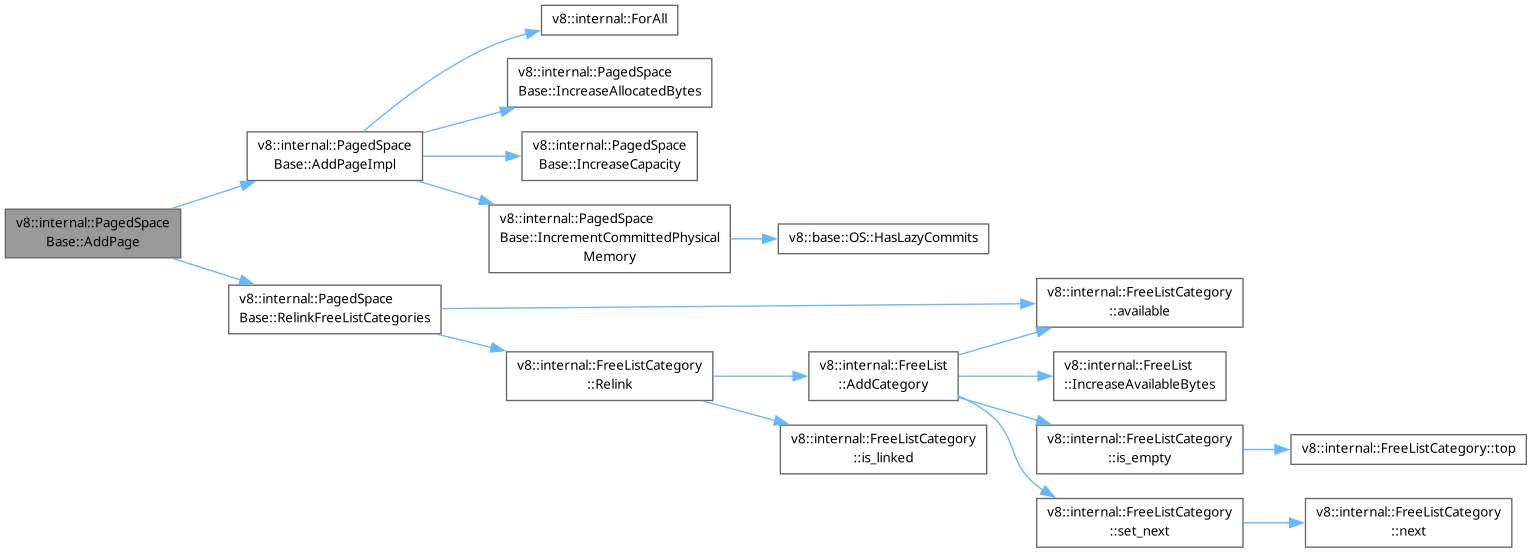 v8::internal::ForAll
v8::internal::PagedSpace
Base::IncreaseAllocatedBytes
v8::internal::PagedSpace
Base::AddPageImpl
v8::internal::PagedSpace
Base::IncreaseCapacity
v8::internal::PagedSpace
Base::AddPage
v8::internal::PagedSpace
Base::IncrementCommittedPhysical
Memory
v8::base::OS::HasLazyCommits
v8::internal::PagedSpace
Base::RelinkFreeListCategories
v8::internal::FreeListCategory
::available
v8::internal::FreeListCategory
::Relink
v8::internal::FreeList
::AddCategory
v8::internal::FreeList
::IncreaseAvailableBytes
v8::internal::FreeListCategory
::is_linked
v8::internal::FreeListCategory
::is_empty
v8::internal::FreeListCategory::top
v8::internal::FreeListCategory
::set_next
v8::internal::FreeListCategory
::next